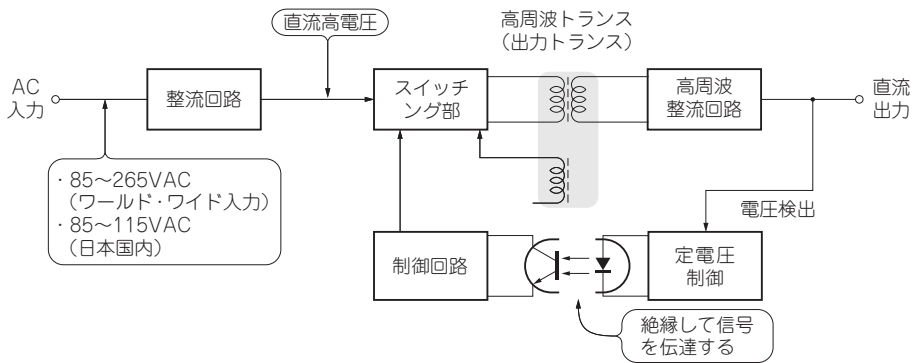 直流高電圧
高周波トランス
(出力トランス)
AC
入力
整流回路
スイッチ
ング部
高周波
整流回路
直流
出力
・85～265VAC
(ワールド・ワイド入力)
・85～115VAC
(日本国内)
電圧検出
制御回路
定電圧
制御
絶縁して信号
を伝達する